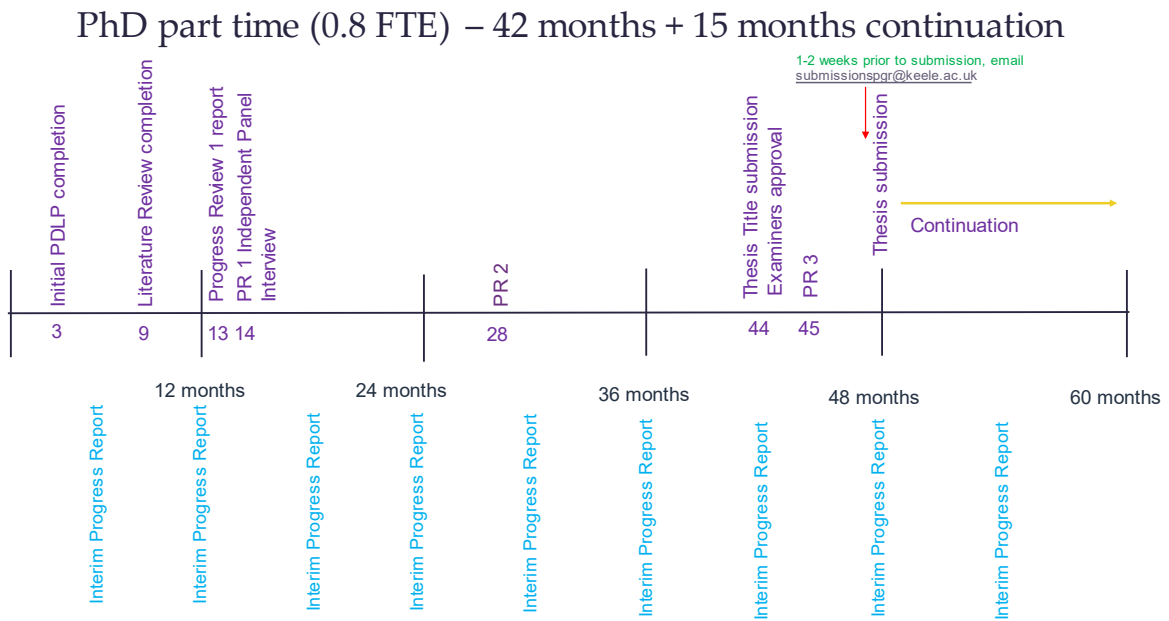 PhD part time (0.8 FTE) – 42 months + 15 months continuation
1-2 weeks prior to submission, email
submissionspgr@keele.ac.uk
Initial PDLP completion
Literature Review completion
Progress Review 1 report
PR 1 Independent Panel
Interview
PR 2
Thesis Title submission
Examiners approval
PR 3
Thesis submission
Continuation
3
9
13
14
28
44
45
12 months
24 months
36 months
48 months
60 months
Interim Progress Report
Interim Progress Report
Interim Progress Report
Interim Progress Report
Interim Progress Report
Interim Progress Report
Interim Progress Report
Interim Progress Report
Interim Progress Report